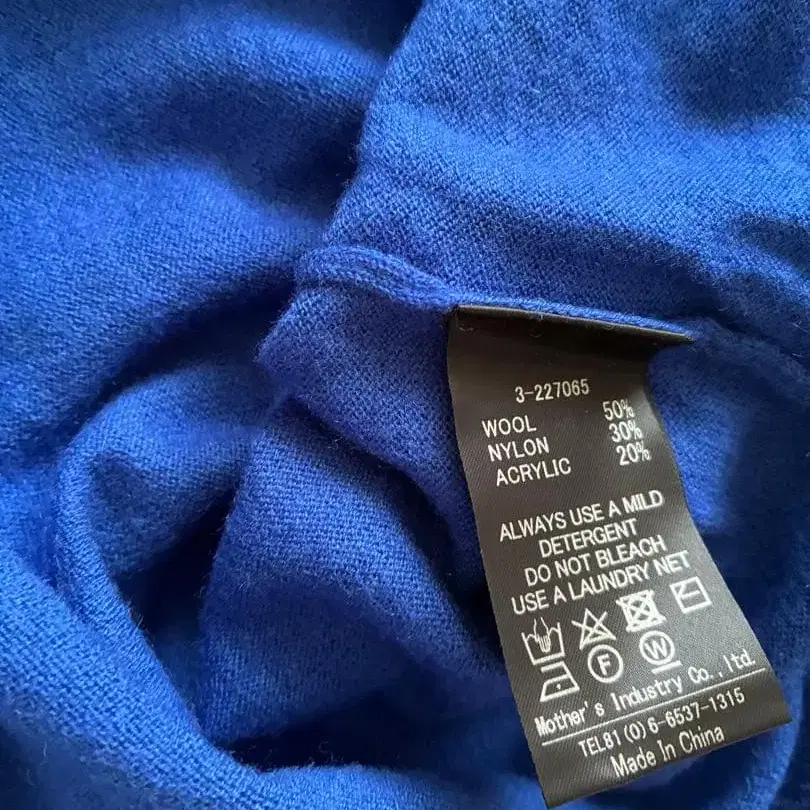 3-227065
WOOL 50%
NYLON 30%
ACRYLIC 20%
ALWAYS USE A MILD
DETERGENT
DO NOT BLEACH
USE A LAUNDRY NET
F W
Mother's Industry Co.,ltd.
TEL81(0)6-6537-1315
Made In China